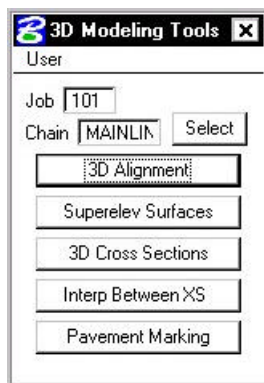 3D Modeling Tools
User
Job 101
Chain MAINLIN Select
3D Alignment
Superelev Surfaces
3D Cross Sections
Interp Between XS
Pavement Marking